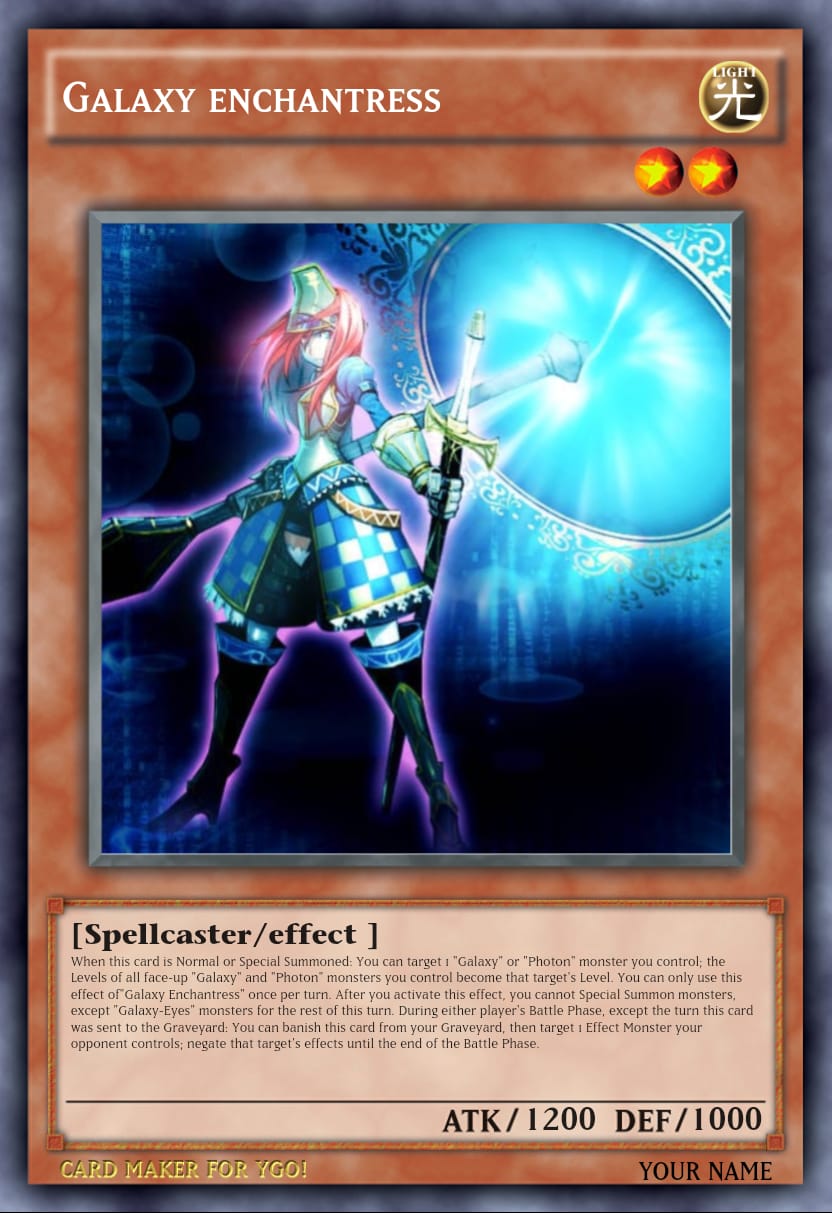 Galaxy enchantress
LIGHT
光
[Spellcaster/effect ]
When this card is Normal or Special Summoned: You can target 1 "Galaxy" or "Photon" monster you control; the
Levels of all face-up "Galaxy" and "Photon" monsters you control become that target's Level. You can only use this
effect of"Galaxy Enchantress" once per turn. After you activate this effect, you cannot Special Summon monsters,
except "Galaxy-Eyes" monsters for the rest of this turn. During either player's Battle Phase, except the turn this card
was sent to the Graveyard: You can banish this card from your Graveyard, then target 1 Effect Monster your
opponent controls; negate that target's effects until the end of the Battle Phase.
ATK/1200 DEF/1000
CARD MAKER FOR YGO! YOUR NAME